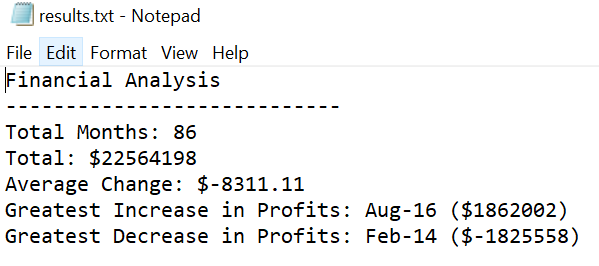 results.txt - Notepad
File Edit Format View Help
Financial Analysis
----------------------------
Total Months: 86
Total: $22564198
Average Change: $-8311.11
Greatest Increase in Profits: Aug-16 ($1862002)
Greatest Decrease in Profits: Feb-14 ($-1825558)